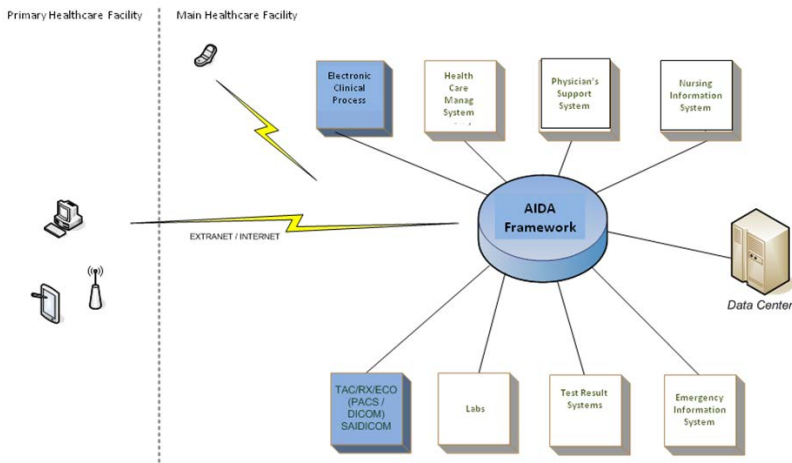 Primary Healthcare Facility
Main Healthcare Facility
Electronic
Clinical
Process
Health
Care
Manag
System
Physician's
Support
System
Nursing
Information
System
AIDA
Framework
EXTRANET / INTERNET
Data Center
TAC/RX/ECO
(PACS /
DICOM)
SAIDICOM
Labs
Test Result
Systems
Emergency
Information
System